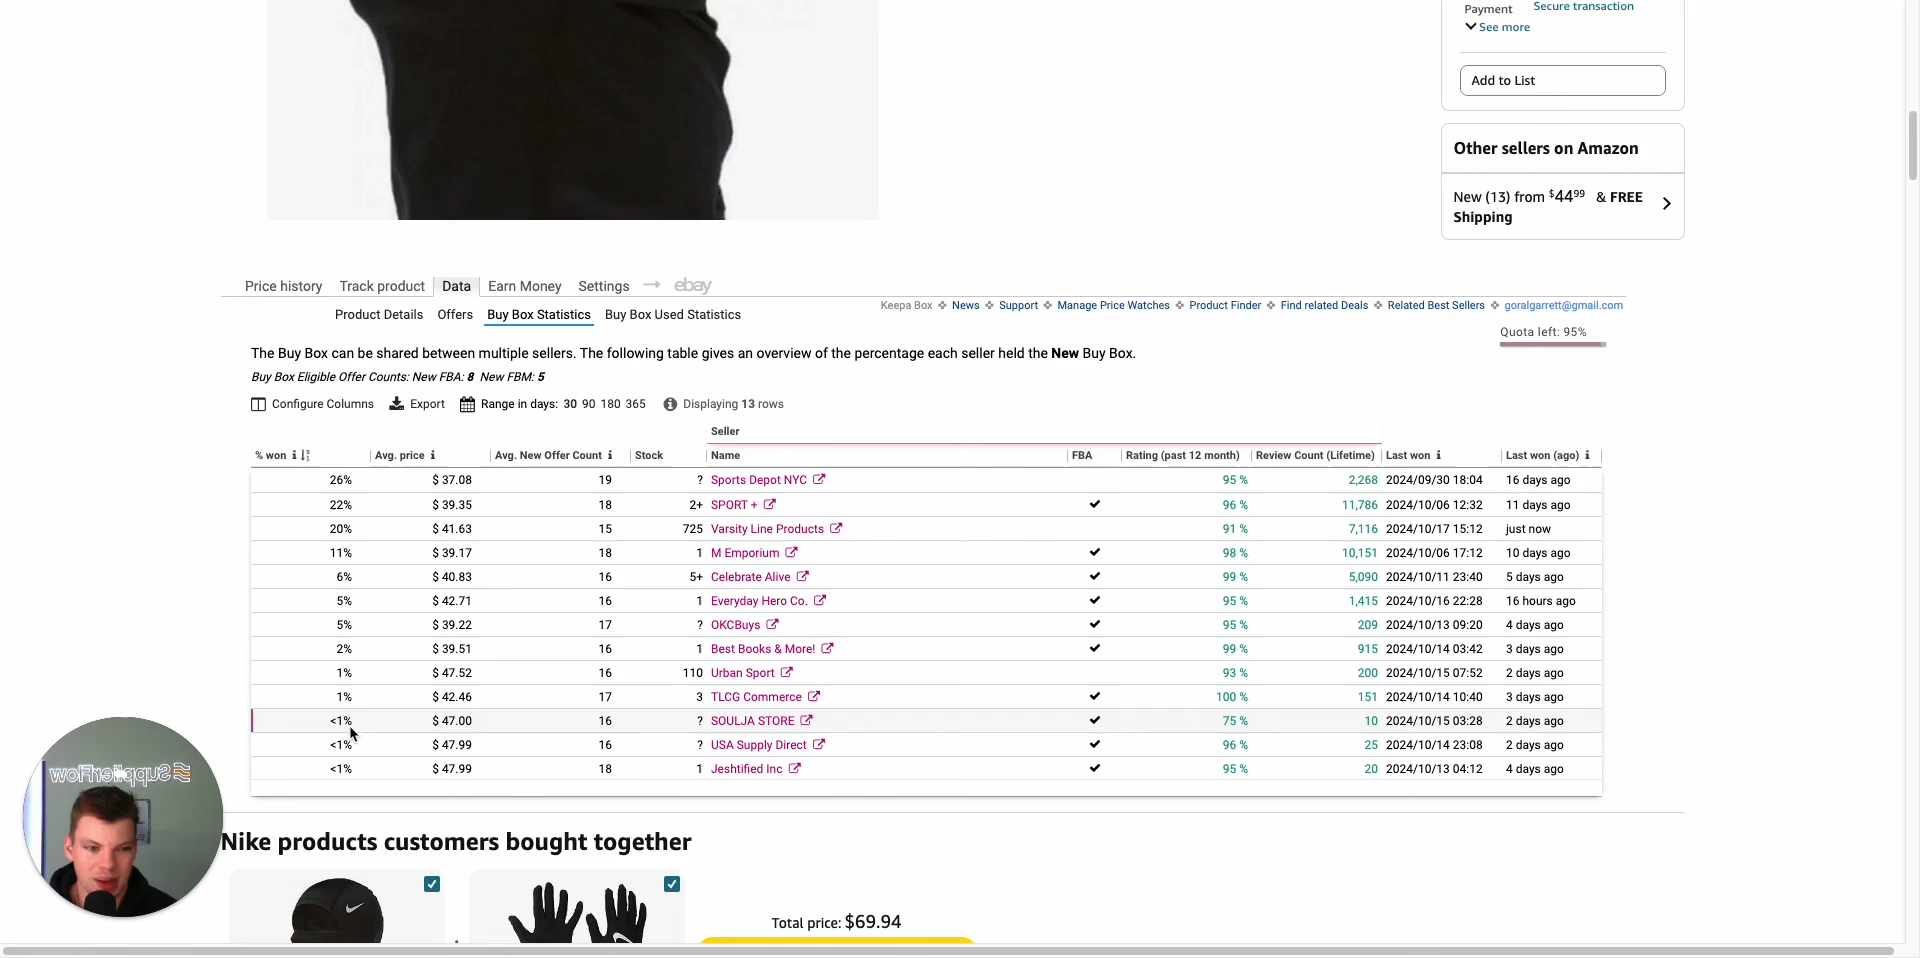 Payment Secure transaction
See more
Add to List
Other sellers on Amazon
New (13) from $44⁹⁹ & FREE
Shipping
Price history Track product Data Earn Money Settings → ebay
Keepa Box News Support Manage Price Watches Product Finder Find related Deals Related Best Sellers goralgarrett@gmail.com
Product Details Offers Buy Box Statistics Buy Box Used Statistics
Quota left: 95%
The Buy Box can be shared between multiple sellers. The following table gives an overview of the percentage each seller held the New Buy Box.
Buy Box Eligible Offer Counts: New FBA: 8 New FBM: 5
Configure Columns Export Range in days: 30 90 180 365 Displaying 13 rows
Seller
% won Avg. price Avg. New Offer Count Stock Name FBA Rating (past 12 month) Review Count (Lifetime) Last won Last won (ago)
26% $ 37.08 19 ? Sports Depot NYC 95 % 2,268 2024/09/30 18:04 16 days ago
22% $ 39.35 18 2+ SPORT + ✔ 96 % 11,786 2024/10/06 12:32 11 days ago
20% $ 41.63 15 725 Varsity Line Products 91 % 7,116 2024/10/17 15:12 just now
11% $ 39.17 18 1 M Emporium ✔ 98 % 10,151 2024/10/06 17:12 10 days ago
6% $ 40.83 16 5+ Celebrate Alive ✔ 99 % 5,090 2024/10/11 23:40 5 days ago
5% $ 42.71 16 1 Everyday Hero Co. ✔ 95 % 1,415 2024/10/16 22:28 16 hours ago
5% $ 39.22 17 ? OKCBuys ✔ 95 % 209 2024/10/13 09:20 4 days ago
2% $ 39.51 16 1 Best Books & More! ✔ 99 % 915 2024/10/14 03:42 3 days ago
1% $ 47.52 16 110 Urban Sport 93 % 200 2024/10/15 07:52 2 days ago
1% $ 42.46 17 3 TLCG Commerce ✔ 100 % 151 2024/10/14 10:40 3 days ago
<1% $ 47.00 16 ? SOULJA STORE ✔ 75 % 10 2024/10/15 03:28 2 days ago
<1% $ 47.99 16 ? USA Supply Direct ✔ 96 % 25 2024/10/14 23:08 2 days ago
<1% $ 47.99 18 1 Jeshtified Inc ✔ 95 % 20 2024/10/13 04:12 4 days ago
SupplierFlow
Nike products customers bought together
Total price: $69.94